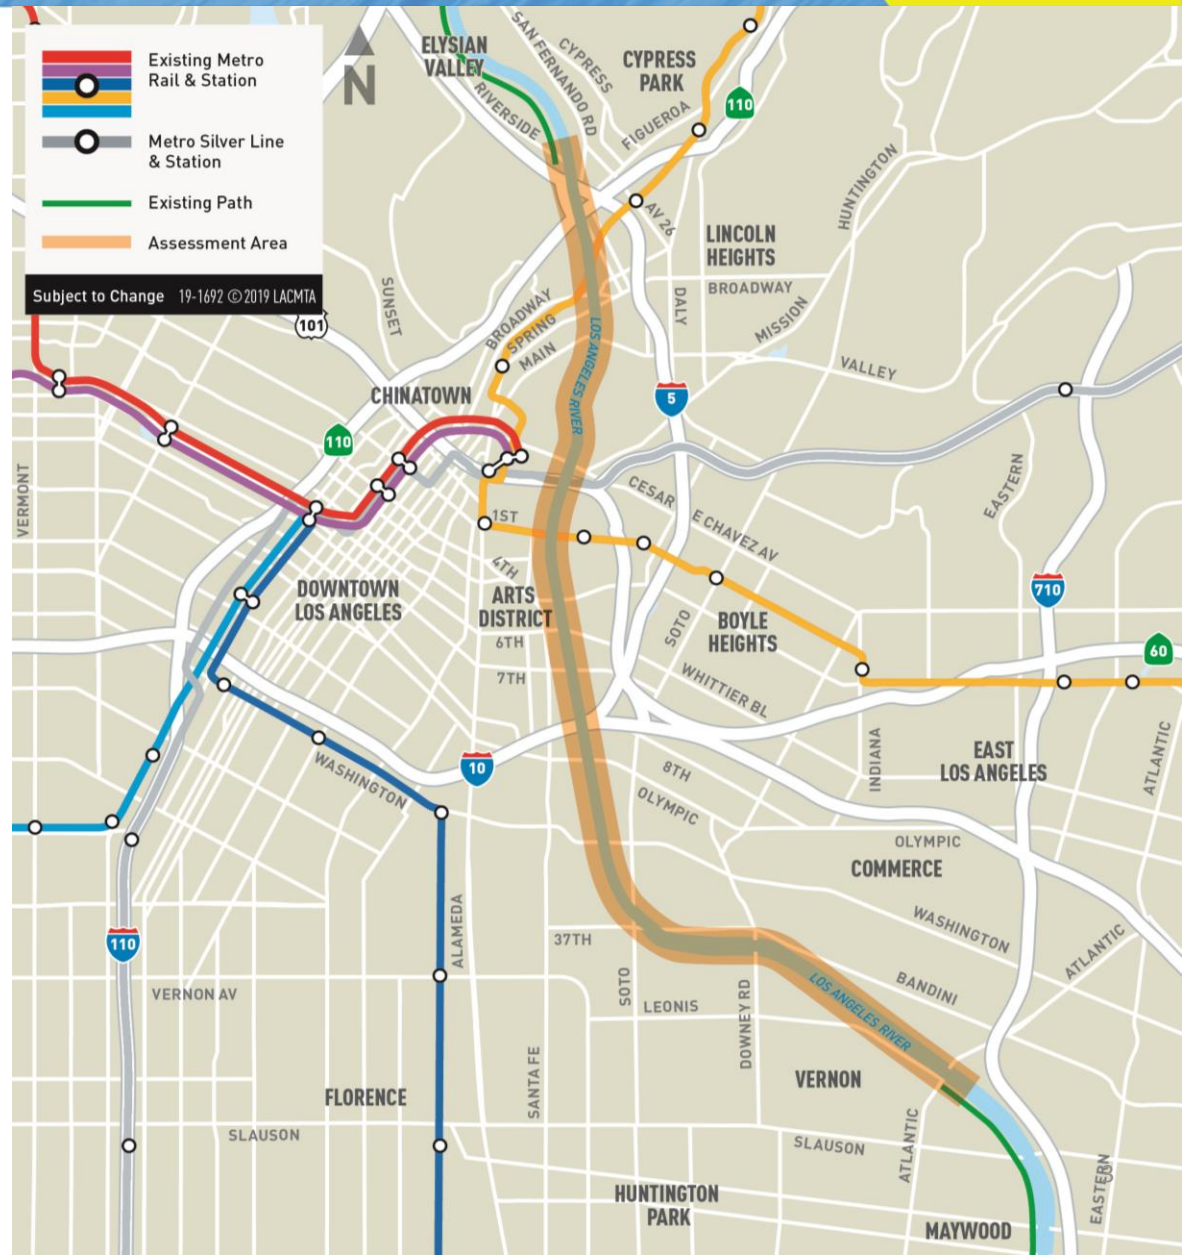 Existing Metro
Rail & Station
Metro Silver Line
& Station
Existing Path
Assessment Area
Subject to Change 19-1692 © 2019 LACMTA
N
ELYSIAN
VALLEY
SAN FERNANDO RD
CYPRESS
CYPRESS
PARK
RIVERSIDE
FIGUEROA
110
AV 26
HUNTINGTON
LINCOLN
HEIGHTS
BROADWAY
DALY
MISSION
VALLEY
SUNSET
101
BROADWAY
SPRING
MAIN
LOS ANGELES RIVER
5
CHINATOWN
110
VERMONT
CESAR
E CHAVEZ AV
EASTERN
1ST
4TH
DOWNTOWN
LOS ANGELES
ARTS
DISTRICT
6TH
7TH
SOTO
BOYLE
HEIGHTS
710
60
WHITTIER BL
INDIANA
EAST
LOS ANGELES
ATLANTIC
10
WASHINGTON
8TH
OLYMPIC
OLYMPIC
COMMERCE
WASHINGTON
ATLANTIC
110
ALAMEDA
37TH
SOTO
BANDINI
VERNON AV
LEONIS
DOWNEY RD
LOS ANGELES RIVER
SANTA FE
VERNON
FLORENCE
SLAUSON
SLAUSON
ATLANTIC
EASTERN
HUNTINGTON
PARK
MAYWOOD